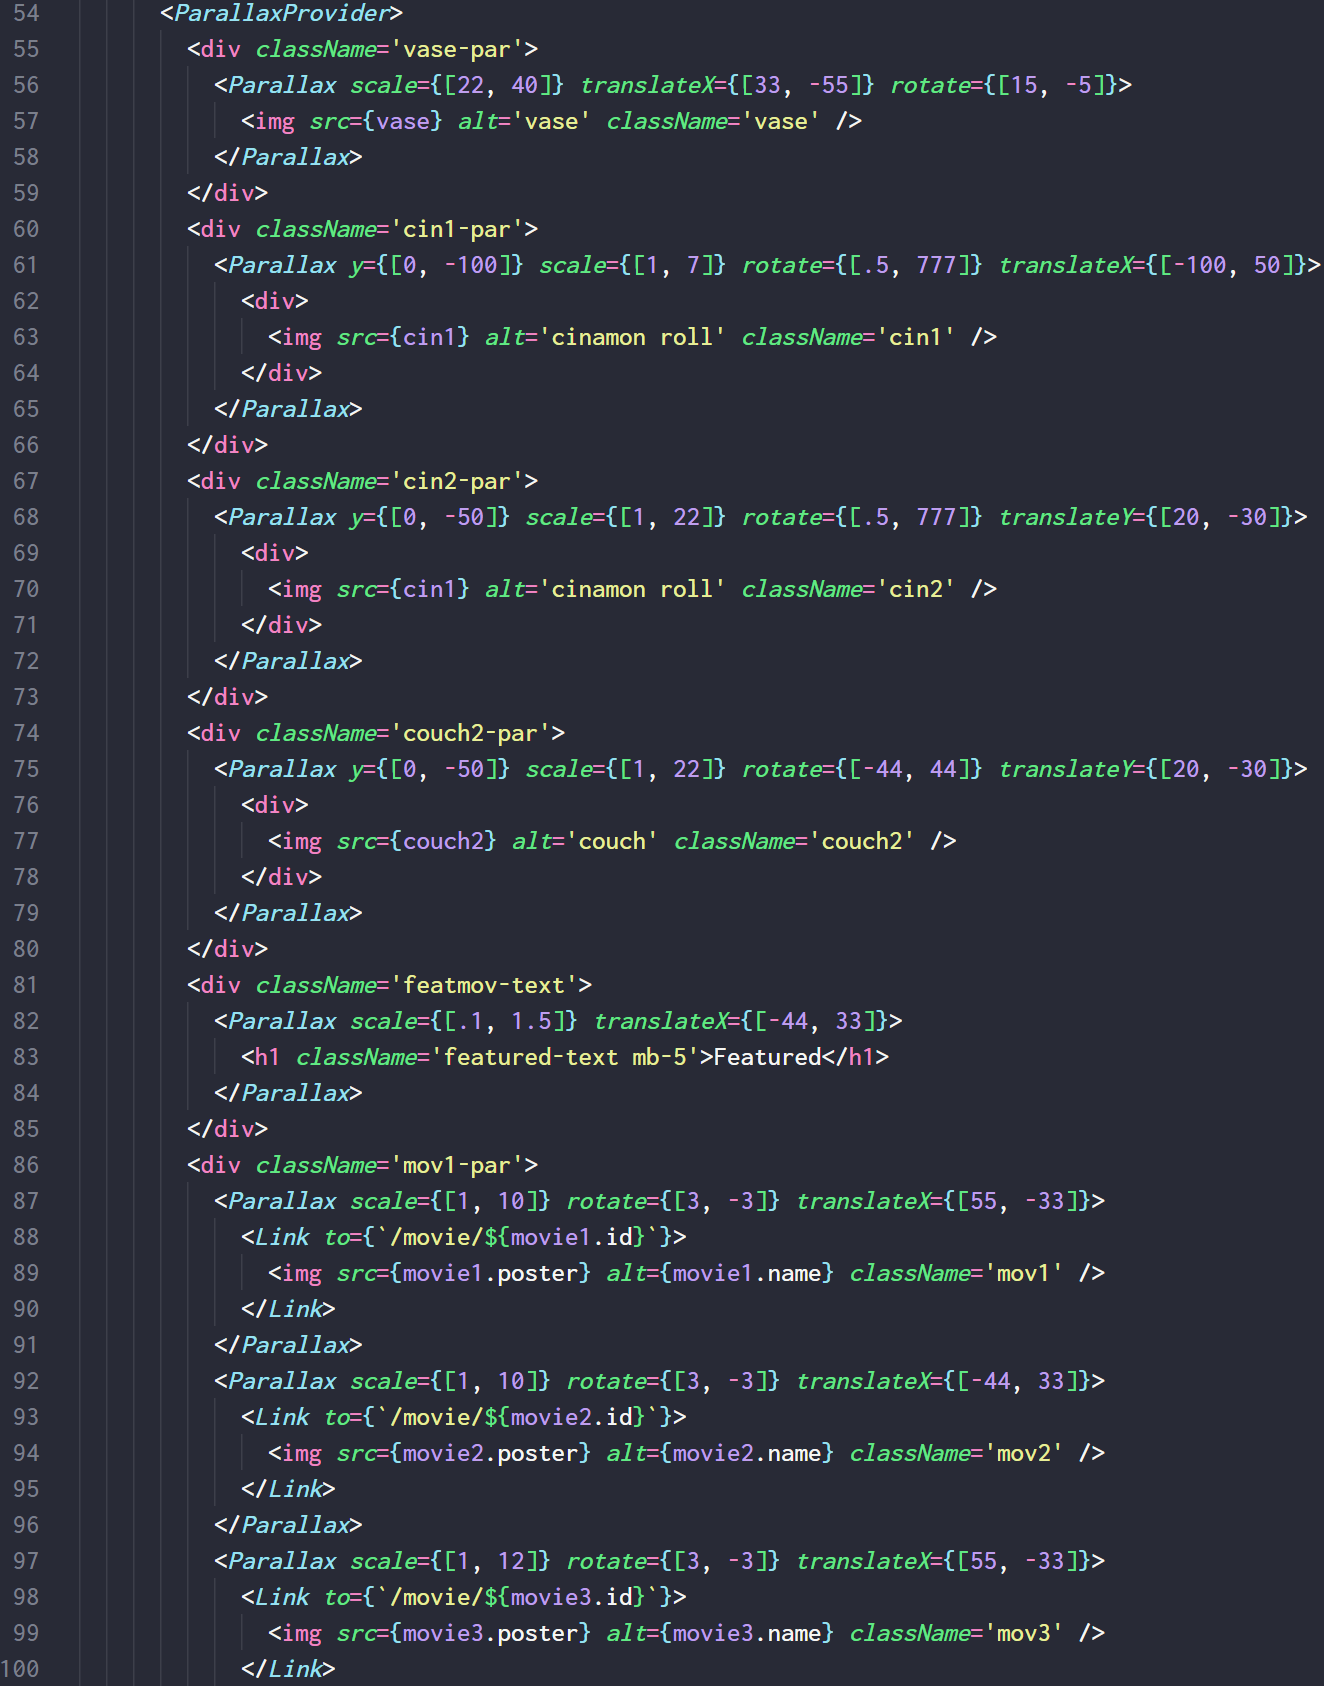 54 <ParallaxProvider>
55 <div className='vase-par'>
56 <Parallax scale={[22, 40]} translateX={[33, -55]} rotate={[15, -5]}>
57 <img src={vase} alt='vase' className='vase' />
58 </Parallax>
59 </div>
60 <div className='cin1-par'>
61 <Parallax y={[0, -100]} scale={[1, 7]} rotate={[.5, 777]} translateX={[-100, 50]}>
62 <div>
63 <img src={cin1} alt='cinamon roll' className='cin1' />
64 </div>
65 </Parallax>
66 </div>
67 <div className='cin2-par'>
68 <Parallax y={[0, -50]} scale={[1, 22]} rotate={[.5, 777]} translateY={[20, -30]}>
69 <div>
70 <img src={cin1} alt='cinamon roll' className='cin2' />
71 </div>
72 </Parallax>
73 </div>
74 <div className='couch2-par'>
75 <Parallax y={[0, -50]} scale={[1, 22]} rotate={[-44, 44]} translateY={[20, -30]}>
76 <div>
77 <img src={couch2} alt='couch' className='couch2' />
78 </div>
79 </Parallax>
80 </div>
81 <div className='featmov-text'>
82 <Parallax scale={[.1, 1.5]} translateX={[-44, 33]}>
83 <h1 className='featured-text mb-5'>Featured</h1>
84 </Parallax>
85 </div>
86 <div className='mov1-par'>
87 <Parallax scale={[1, 10]} rotate={[3, -3]} translateX={[55, -33]}>
88 <Link to={`/movie/${movie1.id}`}>
89 <img src={movie1.poster} alt={movie1.name} className='mov1' />
90 </Link>
91 </Parallax>
92 <Parallax scale={[1, 10]} rotate={[3, -3]} translateX={[-44, 33]}>
93 <Link to={`/movie/${movie2.id}`}>
94 <img src={movie2.poster} alt={movie2.name} className='mov2' />
95 </Link>
96 </Parallax>
97 <Parallax scale={[1, 12]} rotate={[3, -3]} translateX={[55, -33]}>
98 <Link to={`/movie/${movie3.id}`}>
99 <img src={movie3.poster} alt={movie3.name} className='mov3' />
100 </Link>